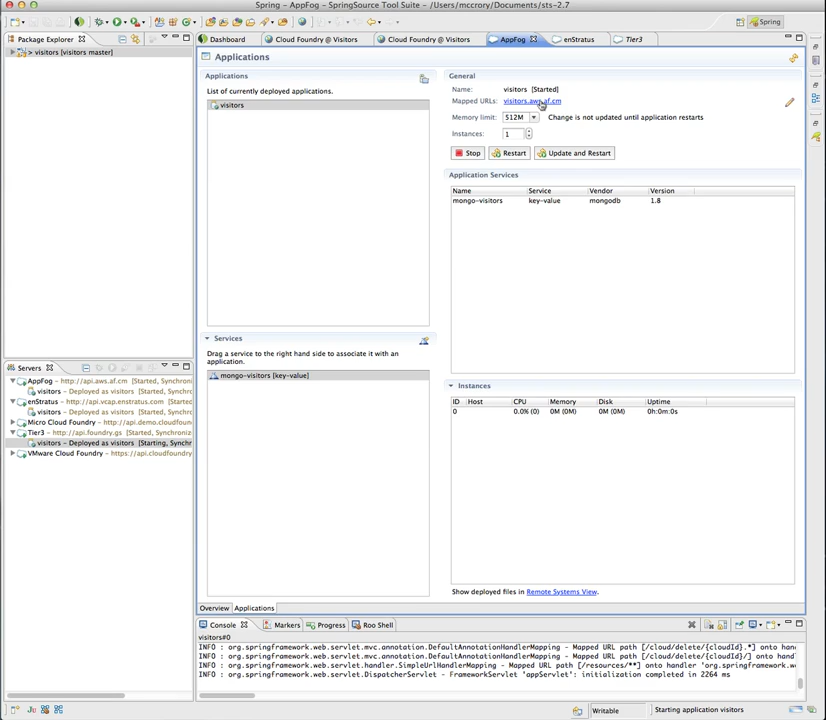 Spring - AppFog - SpringSource Tool Suite - /Users/mccrory/Documents/sts-2.7
Spring
Package Explorer
> visitors [visitors master]
Dashboard
Cloud Foundry @ Visitors
Cloud Foundry @ Visitors
AppFog
enStratus
Tier3
Applications
Applications
List of currently deployed applications.
visitors
General
Name: visitors [Started]
Mapped URLs: visitors.aws.af.cm
Memory limit: 512M Change is not updated until application restarts
Instances: 1
Stop
Restart
Update and Restart
Application Services
Name Service Vendor Version
mongo-visitors key-value mongodb 1.8
Services
Drag a service to the right hand side to associate it with an
application.
mongo-visitors [key-value]
Instances
ID Host CPU Memory Disk Uptime
0 0.0% (0) 0M (0M) 0M (0M) 0h:0m:0s
Show deployed files in Remote Systems View.
Overview
Applications
Servers
AppFog - http://api.aws.af.cm [Started, Synchroni
visitors - Deployed as visitors [Started, Synchr
enStratus - http://api.vcap.enstratus.com [Started,
visitors - Deployed as visitors [Started, Synchr
Micro Cloud Foundry - http://api.demo.cloudfoun
Tier3 - http://api.foundry.gs [Started, Synchroniz
visitors - Deployed as visitors [Starting, Synchr
VMware Cloud Foundry - https://api.cloudfoundry
Console
Markers
Progress
Roo Shell
visitors#0
INFO : org.springframework.web.servlet.mvc.annotation.DefaultAnnotationHandlerMapping - Mapped URL path [/cloud/delete/{cloudId}.*] onto hand
INFO : org.springframework.web.servlet.mvc.annotation.DefaultAnnotationHandlerMapping - Mapped URL path [/cloud/delete/{cloudId}/] onto handl
INFO : org.springframework.web.servlet.handler.SimpleUrlHandlerMapping - Mapped URL path [/resources/**] onto handler 'org.springframework.we
INFO : org.springframework.web.servlet.DispatcherServlet - FrameworkServlet 'appServlet': initialization completed in 2264 ms
Writable
Starting application visitors